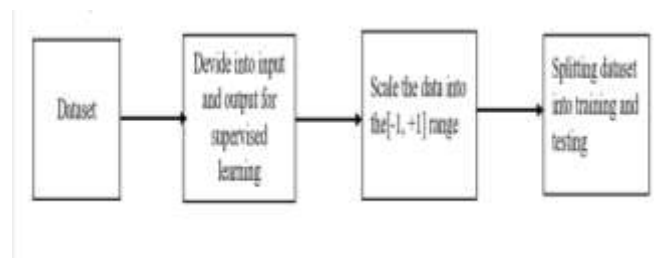 Dataset
Devide into input
and output for
supervised
learning
Scale the data into
the[-1, +1] range
Splitting dataset
into training and
testing